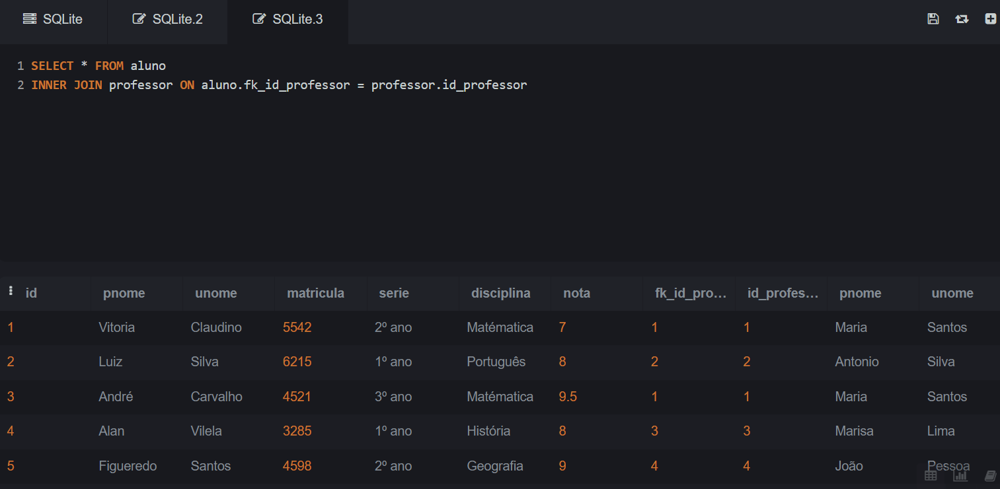 SQLite SQLite.2 SQLite.3
1 SELECT * FROM aluno
2 INNER JOIN professor ON aluno.fk_id_professor = professor.id_professor
id pnome unome matricula serie disciplina nota fk_id_pro... id_profes... pnome unome
1 Vitoria Claudino 5542 2º ano Matématica 7 1 1 Maria Santos
2 Luiz Silva 6215 1º ano Português 8 2 2 Antonio Silva
3 André Carvalho 4521 3º ano Matématica 9.5 1 1 Maria Santos
4 Alan Vilela 3285 1º ano História 8 3 3 Marisa Lima
5 Figueredo Santos 4598 2º ano Geografia 9 4 4 João Pessoa